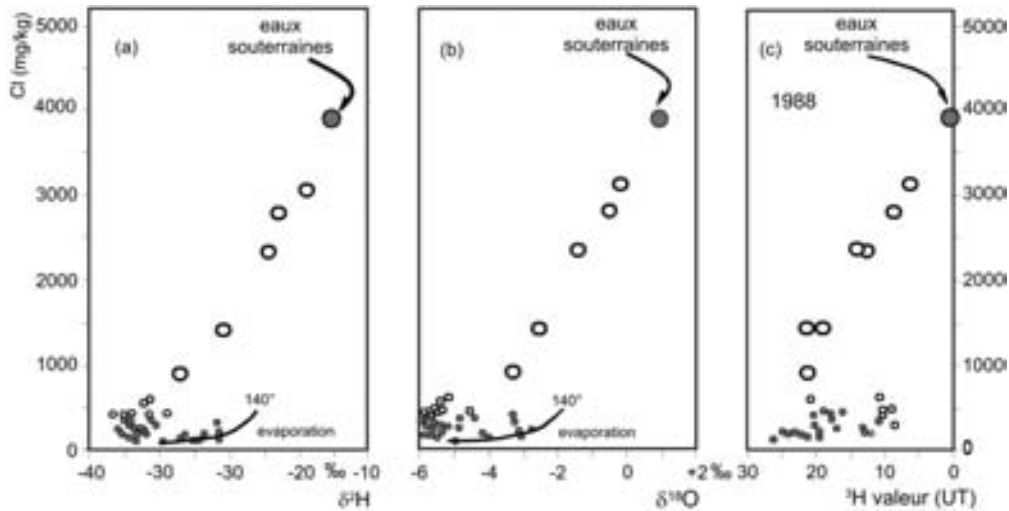 Cl (mg/kg)
5000
4000
3000
2000
1000
0
(a)
eaux
souterraines
140°
evaporation
-40
-30
-20
‰
-10
δ²H
(b)
eaux
souterraines
140°
evaporation
-6
-4
-2
0
+2 ‰
δ¹⁸O
(c)
eaux
souterraines
1988
50000
40000
30000
20000
10000
0
30
20
10
0
³H valeur (UT)